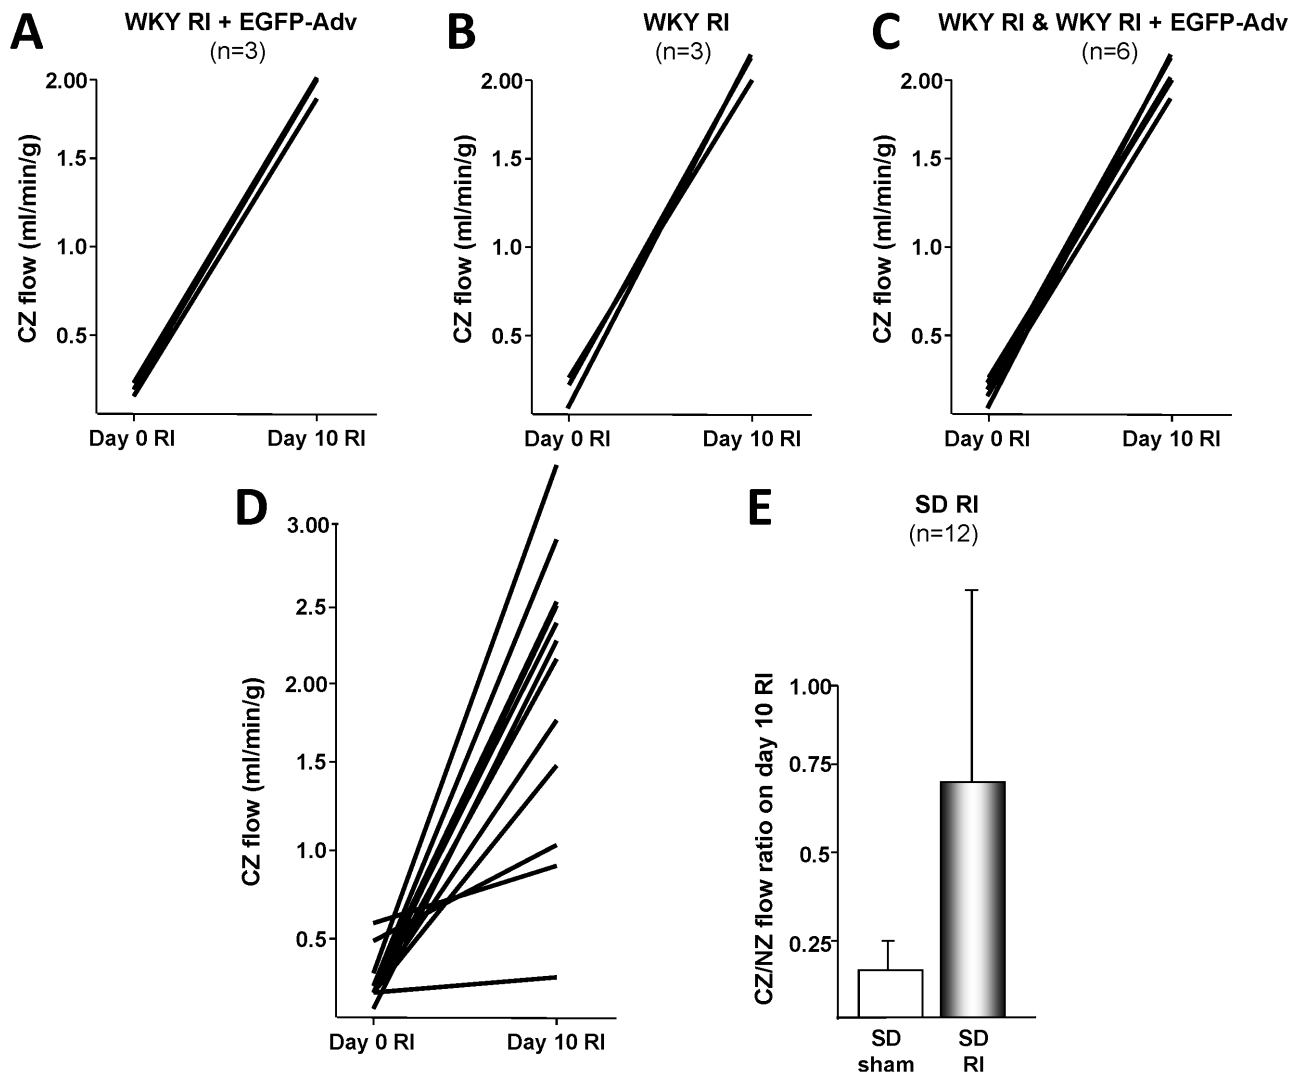 A
WKY RI + EGFP-Adv
(n=3)
CZ flow (ml/min/g)
2.00
1.5
1.0
0.5
Day 0 RI
Day 10 RI
B
WKY RI
(n=3)
CZ flow (ml/min/g)
2.00
1.5
1.0
0.5
Day 0 RI
Day 10 RI
C
WKY RI & WKY RI + EGFP-Adv
(n=6)
CZ flow (ml/min/g)
2.00
1.5
1.0
0.5
Day 0 RI
Day 10 RI
D
CZ flow (ml/min/g)
3.00
2.5
2.00
1.5
1.0
0.5
Day 0 RI
Day 10 RI
E
SD RI
(n=12)
CZ/NZ flow ratio on day 10 RI
1.00
0.75
0.5
0.25
SD
sham
SD
RI